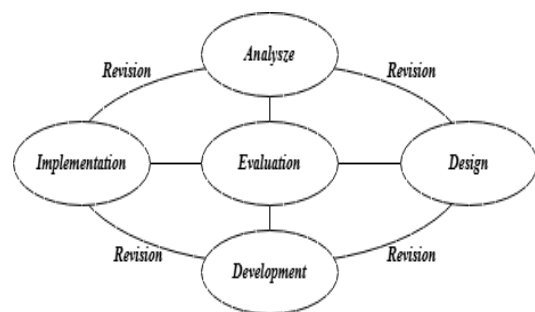 Analysze
Revision
Revision
Implementation
Evaluation
Design
Revision
Revision
Development